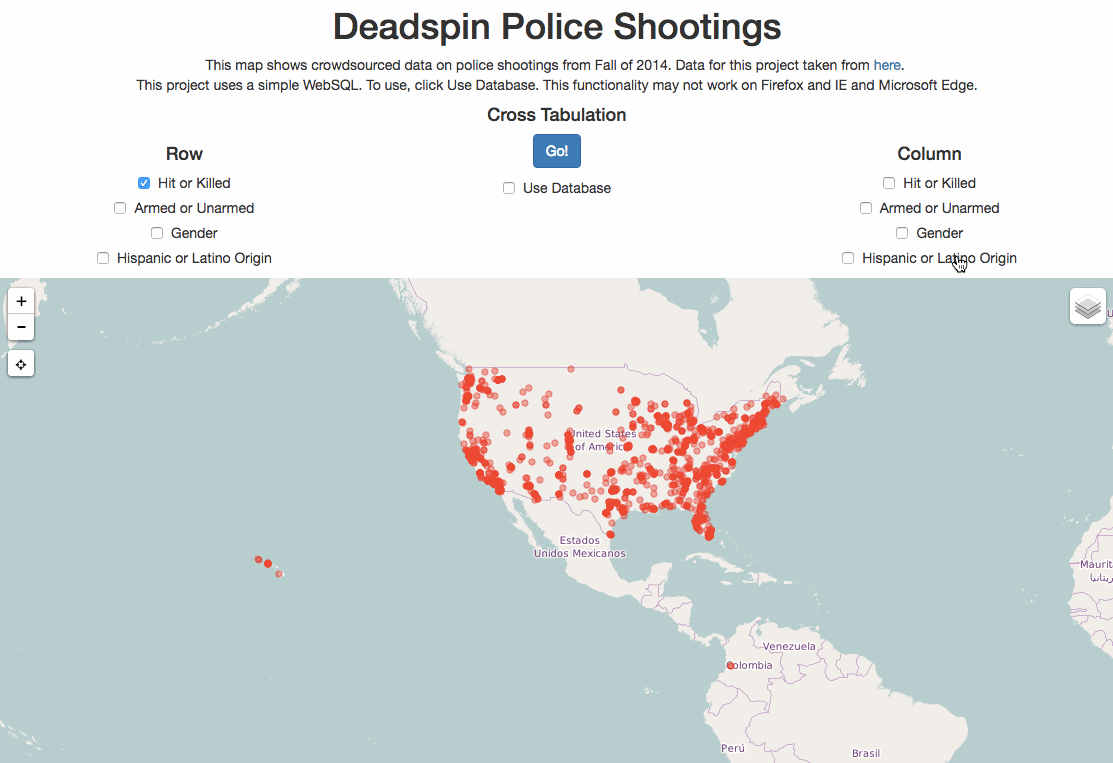 Deadspin Police Shootings
This map shows crowdsourced data on police shootings from Fall of 2014. Data for this project taken from here.
This project uses a simple WebSQL. To use, click Use Database. This functionality may not work on Firefox and IE and Microsoft Edge.
Cross Tabulation
Go!
Use Database
Row
Hit or Killed
Armed or Unarmed
Gender
Hispanic or Latino Origin
Column
Hit or Killed
Armed or Unarmed
Gender
Hispanic or Latino Origin
+
−
United States
of America
Estados
Unidos Mexicanos
Venezuela
Colombia
Perú
Brasil